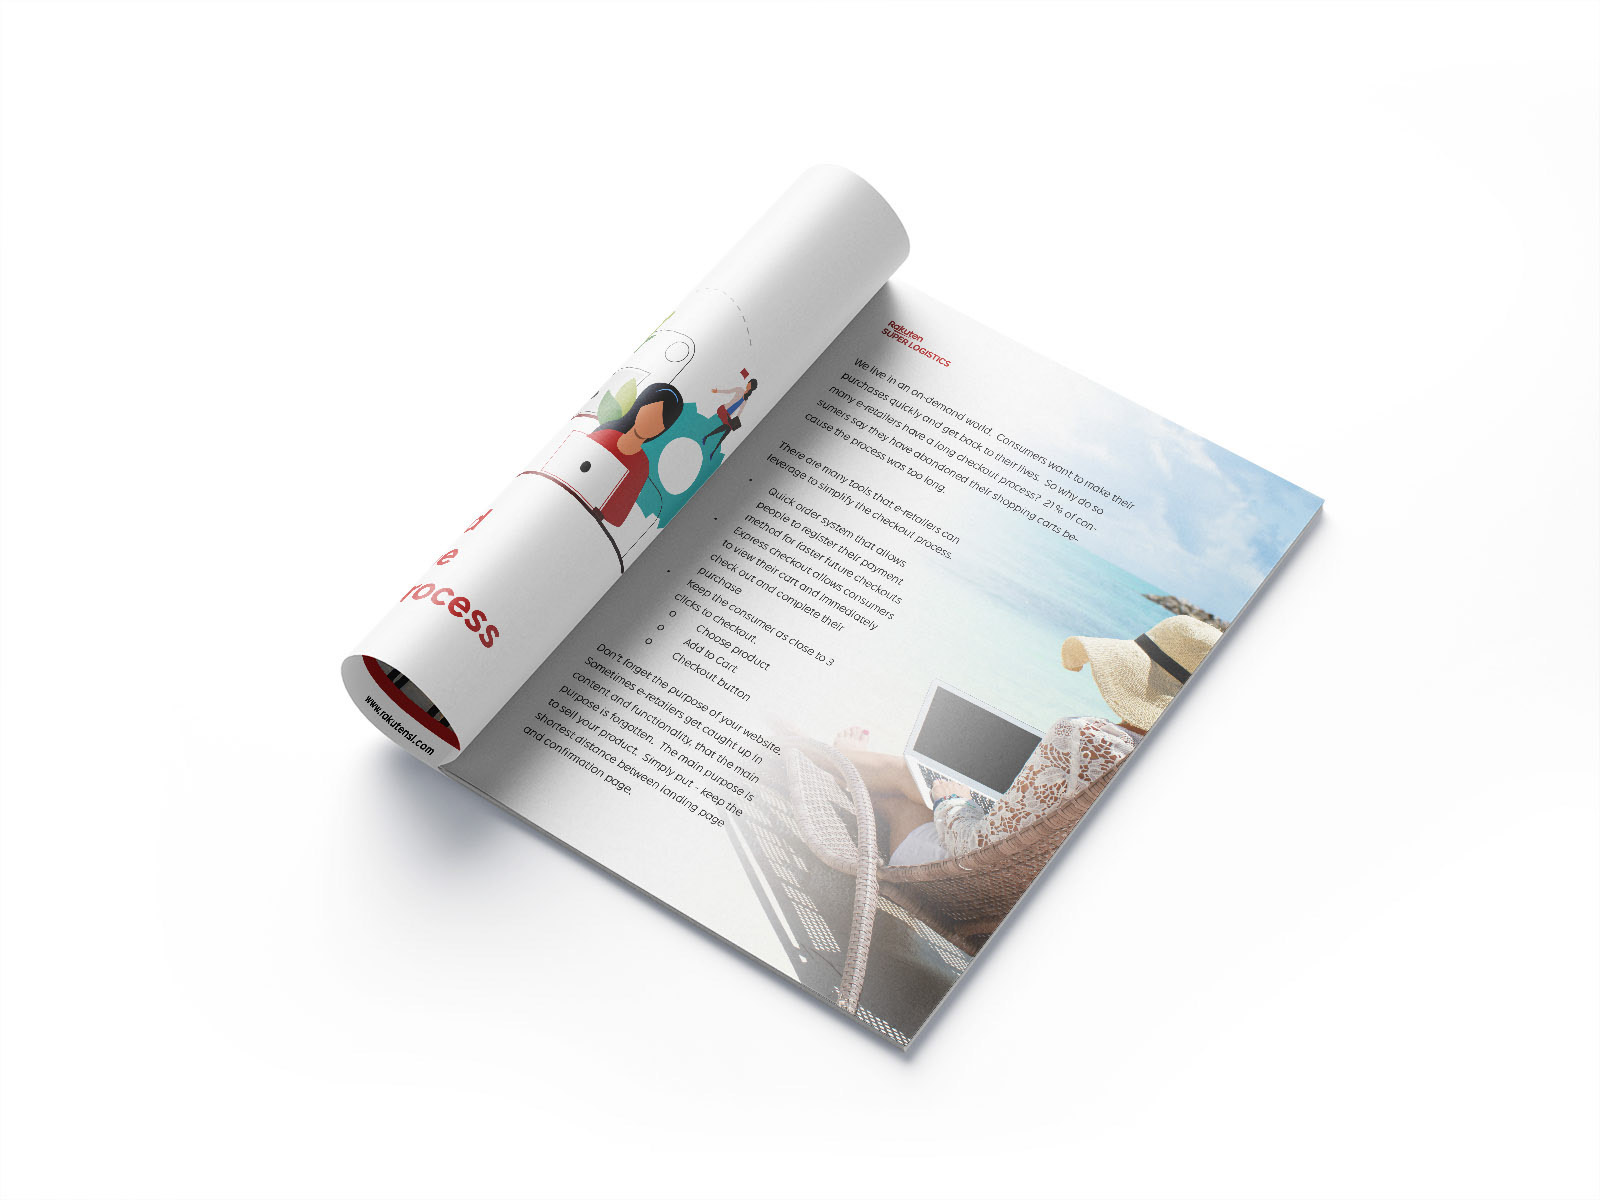 d
e
rocess
www.rakutensl.com
Rakuten
SUPER LOGISTICS
We live in an on-demand world. Consumers want to make their
purchases quickly and get back to their lives. So why do so
many e-retailers have a long checkout process? 21% of con-
sumers say they have abandoned their shopping carts be-
cause the process was too long.
There are many tools that e-retailers can
leverage to simplify the checkout process.
• Quick order system that allows
people to register their payment
method for faster future checkouts
• Express checkout allows consumers
to view their cart and immediately
check out and complete their
purchase
• Keep the consumer as close to 3
clicks to checkout.
o Choose product
o Add to Cart
o Checkout button
Don't forget the purpose of your website.
Sometimes e-retailers get caught up in
content and functionality, that the main
purpose is forgotten. The main purpose is
to sell your product. Simply put - keep the
shortest distance between landing page
and confirmation page.